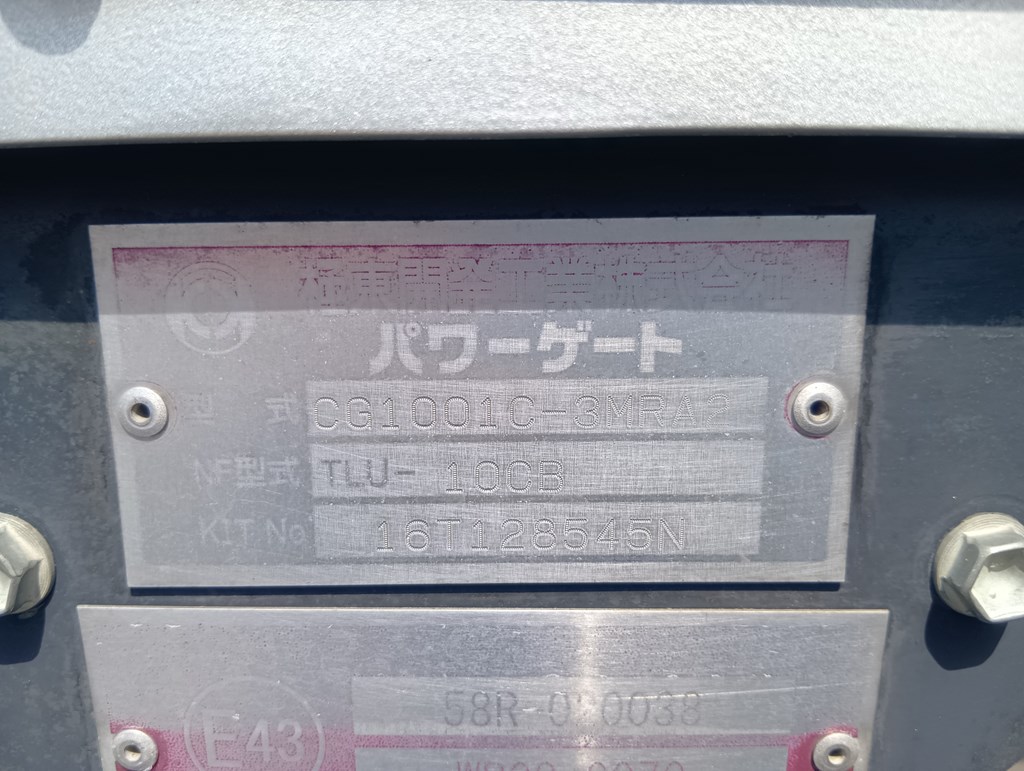 極東開発工業株式会社
パワーゲート
型 式 CG1001C-3MRA2
NF型式 TLU- 10CB
KIT No 16T128545N
58R-0
E43